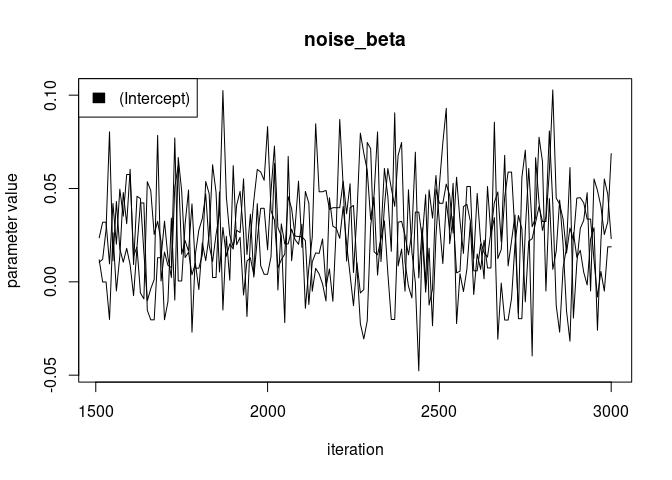 noise_beta
(Intercept)
parameter value
0.10
0.05
0.00
-0.05
1500
2000
2500
3000
iteration